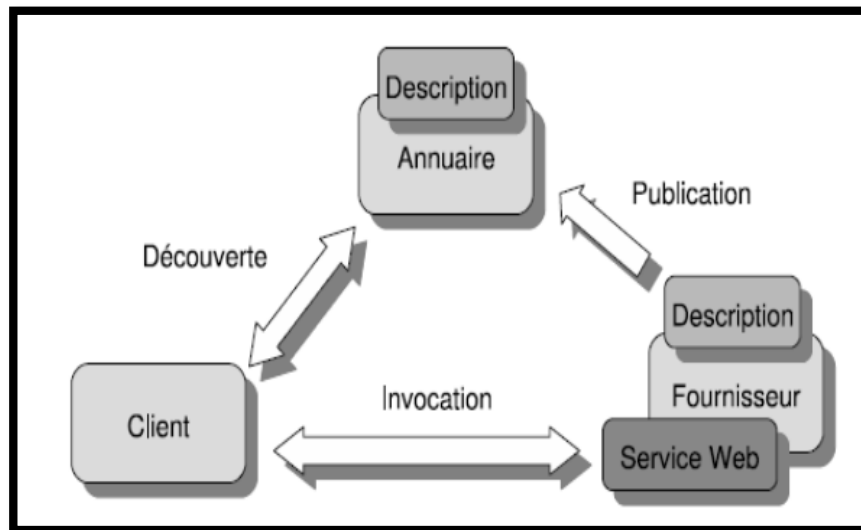 Description
Annuaire
Publication
Découverte
Description
Fournisseur
Invocation
Client
Service Web